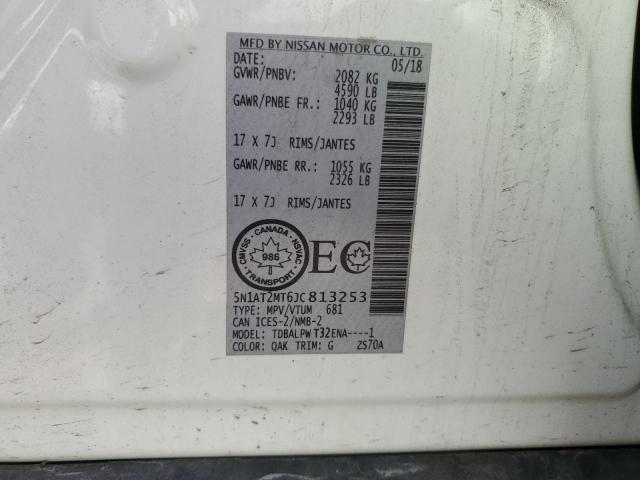 MFD BY NISSAN MOTOR CO., LTD.
DATE: 05/18
GVWR/PNBV: 2082 KG
4590 LB
GAWR/PNBE FR.: 1040 KG
2293 LB
17 X 7J RIMS/JANTES
GAWR/PNBE RR.: 1055 KG
2326 LB
17 X 7J RIMS/JANTES
CMVSS · CANADA · NSVAC · TRANSPORT ·
986
EC
5N1AT2MT6JC813253
TYPE: MPV/VTUM 681
CAN ICES-2/NMB-2
MODEL: TDBALPWT32ENA----1
COLOR: QAK TRIM: G ZS70A